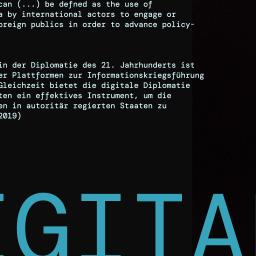 can (...) be defined as the use of
a by international actors to engage or
oreign publics in order to advance policy-
in der Diplomatie des 21. Jahrhunderts ist
er Plattformen zur Informationskriegsführung
Gleichzeit bietet die digitale Diplomatie
ten ein effektives Instrument, um die
en in autoritär regierten Staaten zu
2019)
IGITA